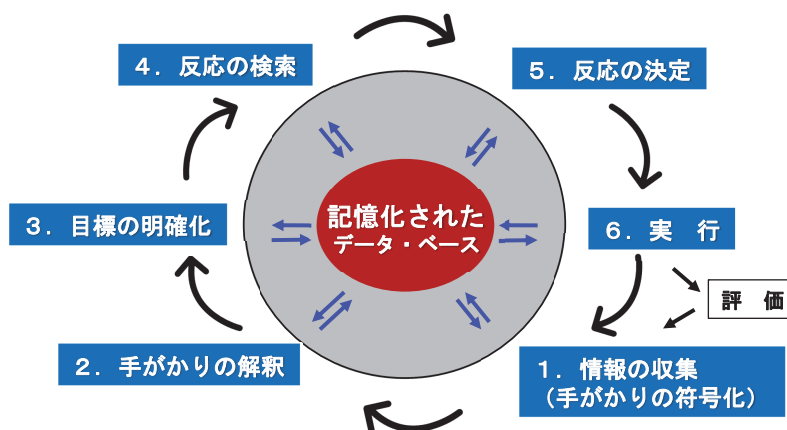 4．反応の検索
5．反応の決定
3．目標の明確化
記憶化された
データ・ベース
6．実　行
評　価
2．手がかりの解釈
1．情報の収集
（手がかりの符号化）